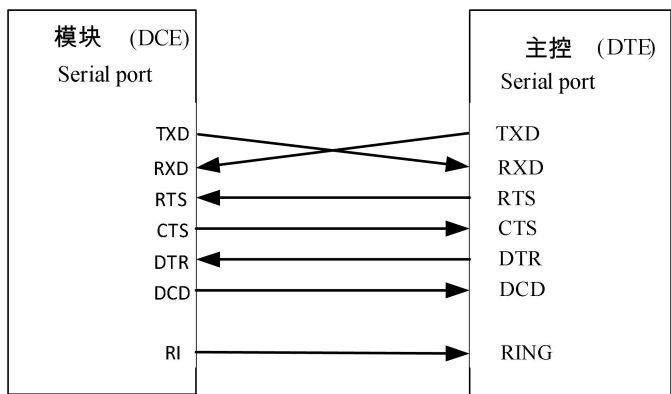 模块 (DCE)
Serial port
TXD
RXD
RTS
CTS
DTR
DCD
RI
主控 (DTE)
Serial port
TXD
RXD
RTS
CTS
DTR
DCD
RING